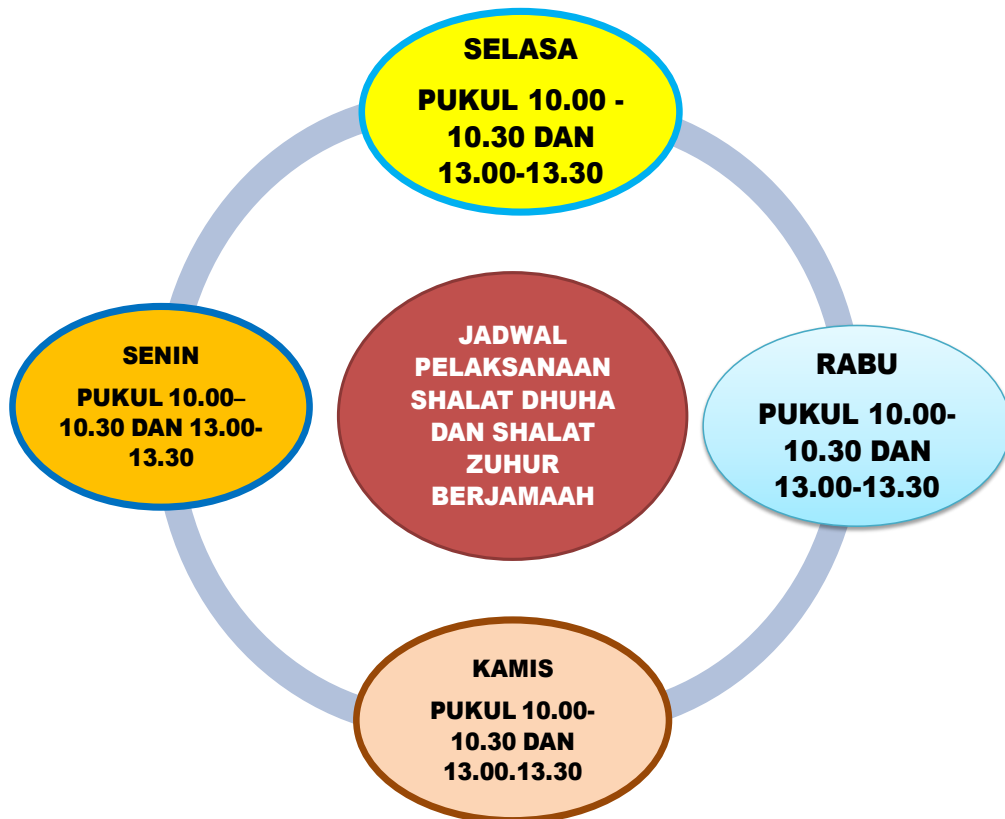 SELASA
PUKUL 10.00 -
10.30 DAN
13.00-13.30
SENIN
PUKUL 10.00–
10.30 DAN 13.00-
13.30
JADWAL
PELAKSANAAN
SHALAT DHUHA
DAN SHALAT
ZUHUR
BERJAMAAH
RABU
PUKUL 10.00-
10.30 DAN
13.00-13.30
KAMIS
PUKUL 10.00-
10.30 DAN
13.00.13.30